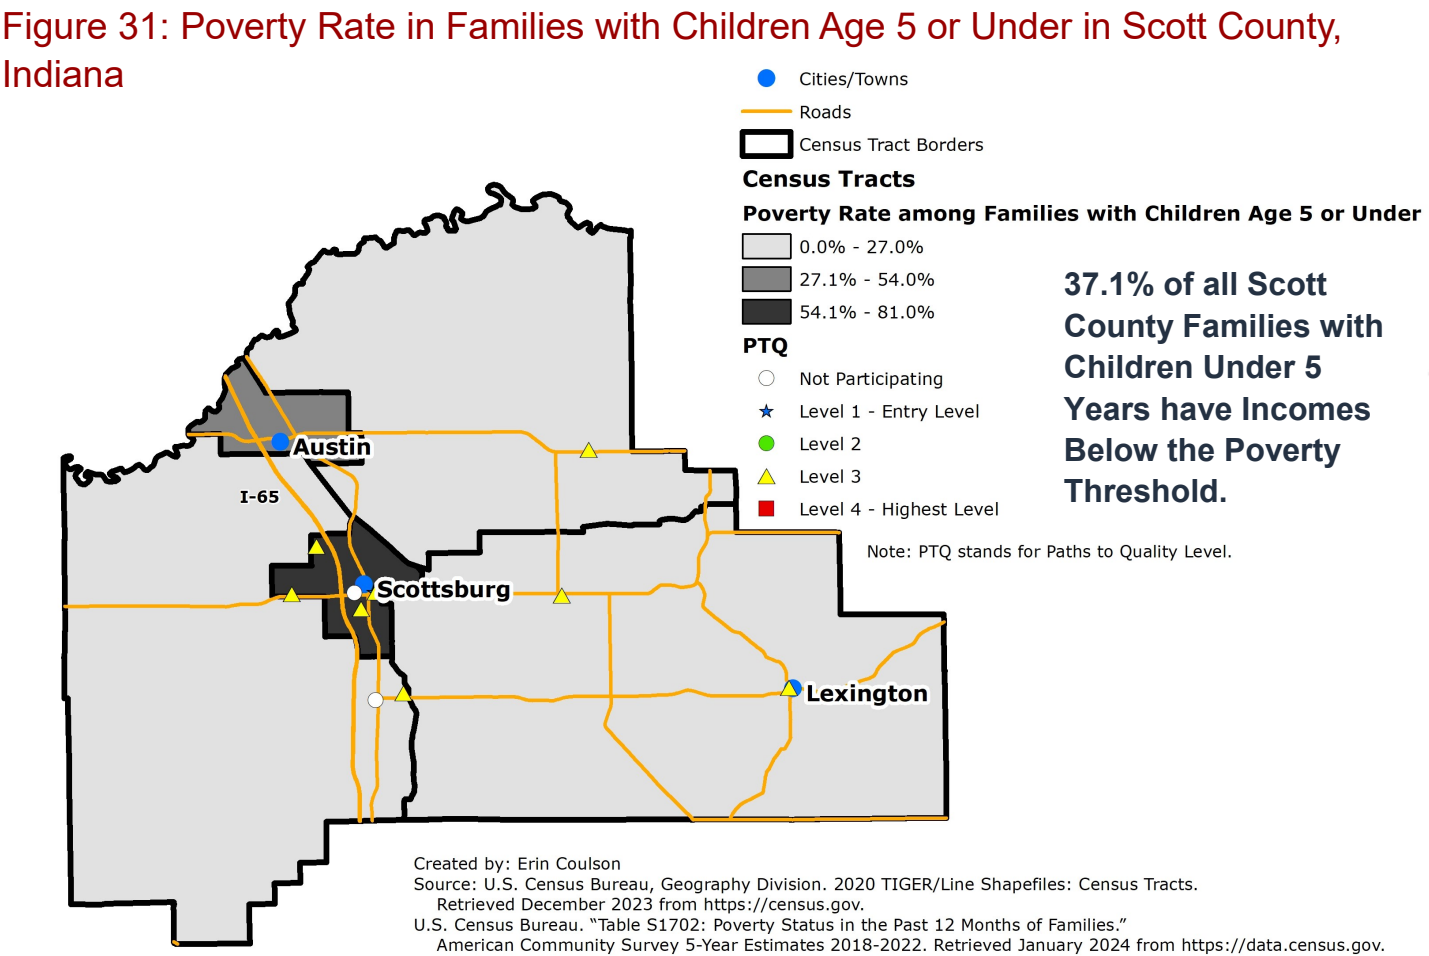 Figure 31: Poverty Rate in Families with Children Age 5 or Under in Scott County,
Indiana
Cities/Towns
Roads
Census Tract Borders
Census Tracts
Poverty Rate among Families with Children Age 5 or Under
0.0% - 27.0%
27.1% - 54.0%
54.1% - 81.0%
PTQ
Not Participating
Level 1 - Entry Level
Level 2
Level 3
Level 4 - Highest Level
Note: PTQ stands for Paths to Quality Level.
37.1% of all Scott
County Families with
Children Under 5
Years have Incomes
Below the Poverty
Threshold.
Austin
I-65
Scottsburg
Lexington
Created by: Erin Coulson
Source: U.S. Census Bureau, Geography Division. 2020 TIGER/Line Shapefiles: Census Tracts.
Retrieved December 2023 from https://census.gov.
U.S. Census Bureau. “Table S1702: Poverty Status in the Past 12 Months of Families.”
American Community Survey 5-Year Estimates 2018-2022. Retrieved January 2024 from https://data.census.gov.